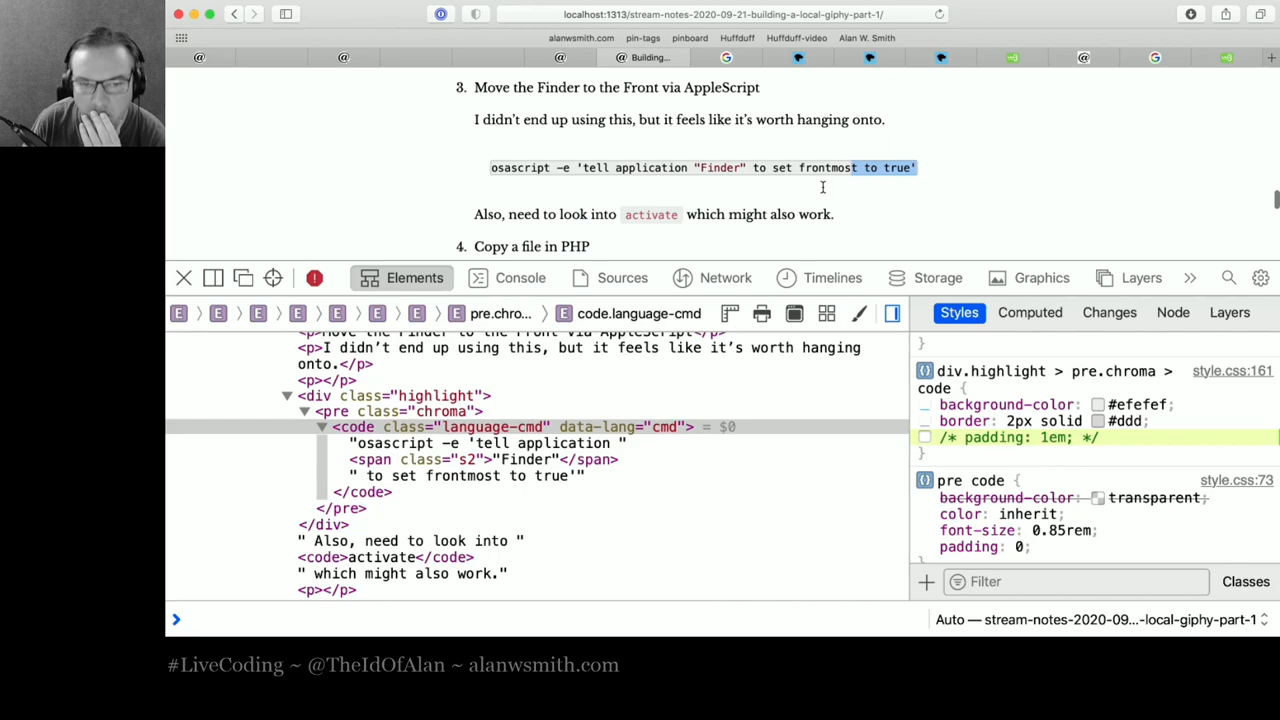 localhost:1313/stream-notes-2020-09-21-building-a-local-giphy-part-1/
alanwsmith.com pin-tags pinboard Huffduff Huffduff-video Alan W. Smith
@ @ @ @ Building... G @ G
3. Move the Finder to the Front via AppleScript
I didn’t end up using this, but it feels like it’s worth hanging onto.
osascript -e 'tell application "Finder" to set frontmost to true'
Also, need to look into activate which might also work.
4. Copy a file in PHP
Elements Console Sources Network Timelines Storage Graphics Layers
E E E E E E E E pre.chro... E code.language-cmd
Styles Computed Changes Node Layers
<p>Move the Finder to the Front via AppleScript</p>
<p>I didn’t end up using this, but it feels like it’s worth hanging
onto.</p>
<p></p>
<div class="highlight">
<pre class="chroma">
<code class="language-cmd" data-lang="cmd"> = $0
"osascript -e 'tell application "
<span class="s2">"Finder"</span>
" to set frontmost to true'"
</code>
</pre>
</div>
" Also, need to look into "
<code>activate</code>
" which might also work."
<p></p>
}
div.highlight > pre.chroma > style.css:161
code {
background-color: #efefef;
border: 2px solid #ddd;
/* padding: 1em; */
}
pre code { style.css:73
background-color: transparent;
color: inherit;
font-size: 0.85rem;
padding: 0;
Filter Classes
Auto — stream-notes-2020-09...-local-giphy-part-1
#LiveCoding ~ @TheIdOfAlan ~ alanwsmith.com